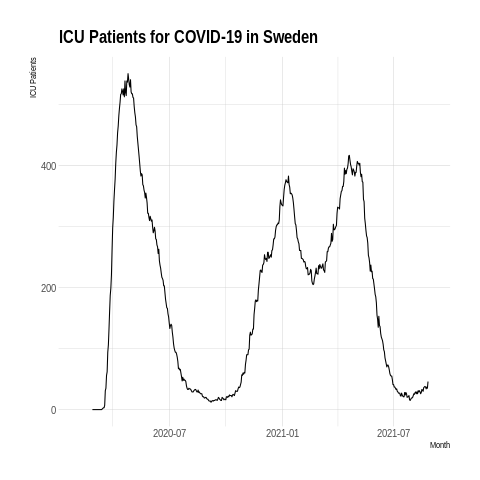 ICU Patients for COVID-19 in Sweden
ICU Patients
400
200
0
2020-07
2021-01
2021-07
Month